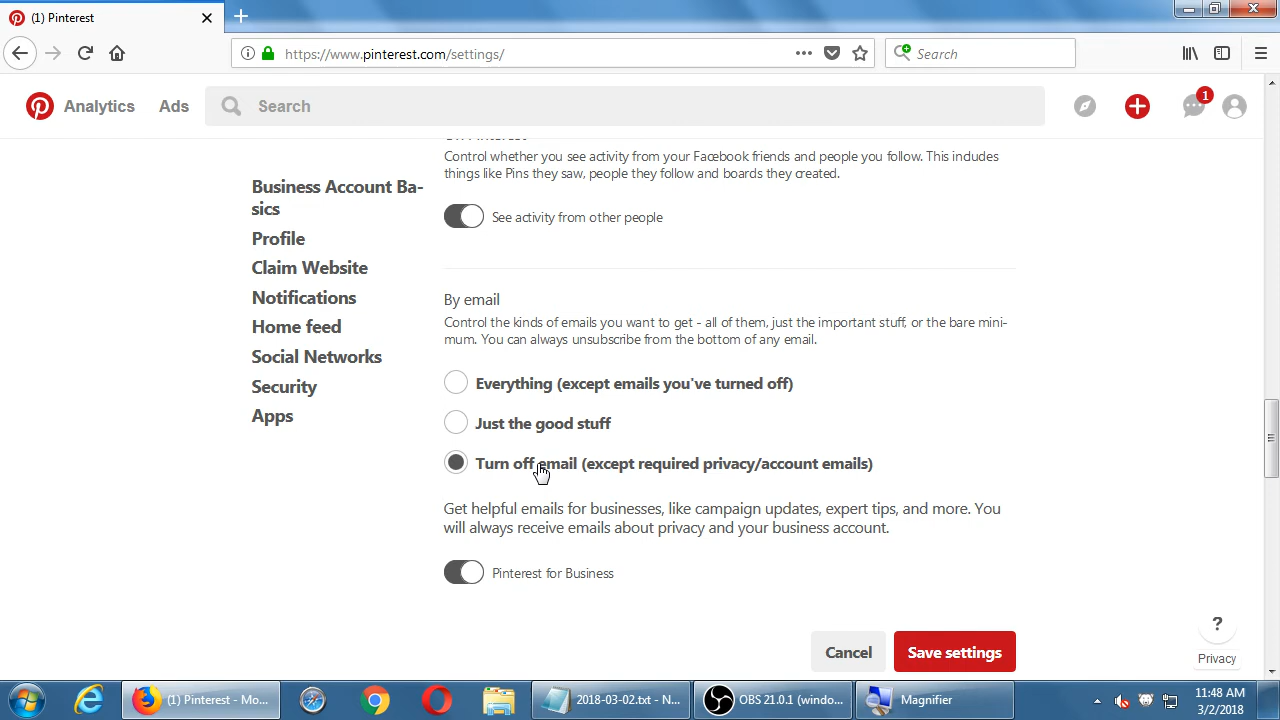 (1) Pinterest
https://www.pinterest.com/settings/
Search
Analytics
Ads
Search
1
Control whether you see activity from your Facebook friends and people you follow. This includes
things like Pins they saw, people they follow and boards they created.
See activity from other people
Business Account Ba-
sics
Profile
Claim Website
Notifications
Home feed
Social Networks
Security
Apps
By email
Control the kinds of emails you want to get - all of them, just the important stuff, or the bare mini-
mum. You can always unsubscribe from the bottom of any email.
Everything (except emails you've turned off)
Just the good stuff
Turn off email (except required privacy/account emails)
Get helpful emails for businesses, like campaign updates, expert tips, and more. You
will always receive emails about privacy and your business account.
Pinterest for Business
Cancel
Save settings
?
Privacy
(1) Pinterest - Mo...
2018-03-02.txt - N...
OBS 21.0.1 (windo...
Magnifier
11:48 AM
3/2/2018